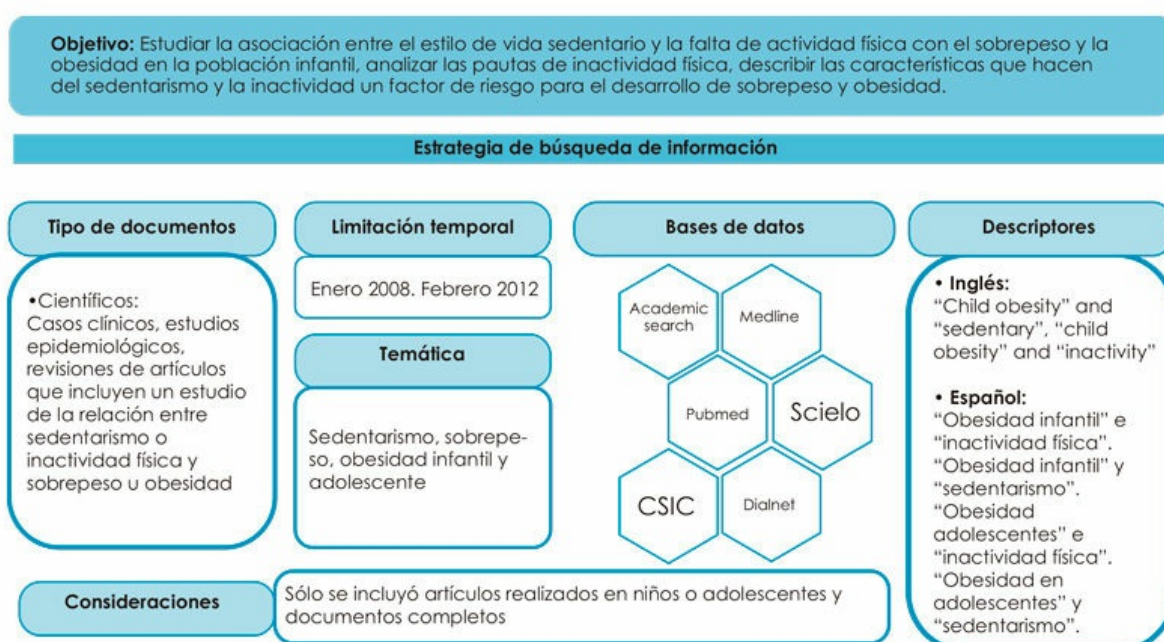 Objetivo: Estudiar la asociación entre el estilo de vida sedentario y la falta de actividad física con el sobrepeso y la
obesidad en la población infantil, analizar las pautas de inactividad física, describir las características que hacen
del sedentarismo y la inactividad un factor de riesgo para el desarrollo de sobrepeso y obesidad.
Estrategia de búsqueda de información
Tipo de documentos
•Científicos:
Casos clínicos, estudios
epidemiológicos,
revisiones de artículos
que incluyen un estudio
de la relación entre
sedentarismo o
inactividad física y
sobrepeso u obesidad
Limitación temporal
Enero 2008. Febrero 2012
Temática
Sedentarismo, sobrepe-
so, obesidad infantil y
adolescente
Bases de datos
Academic
search
Medline
Pubmed
Scielo
CSIC
Dialnet
Descriptores
• Inglés:
“Child obesity” and
“sedentary”, “child
obesity” and “inactivity”
• Español:
“Obesidad infantil” e
“inactividad física”.
“Obesidad infantil” y
“sedentarismo”.
“Obesidad
adolescentes” e
“inactividad física”.
“Obesidad en
adolescentes” y
“sedentarismo”.
Consideraciones
Sólo se incluyó artículos realizados en niños o adolescentes y
documentos completos